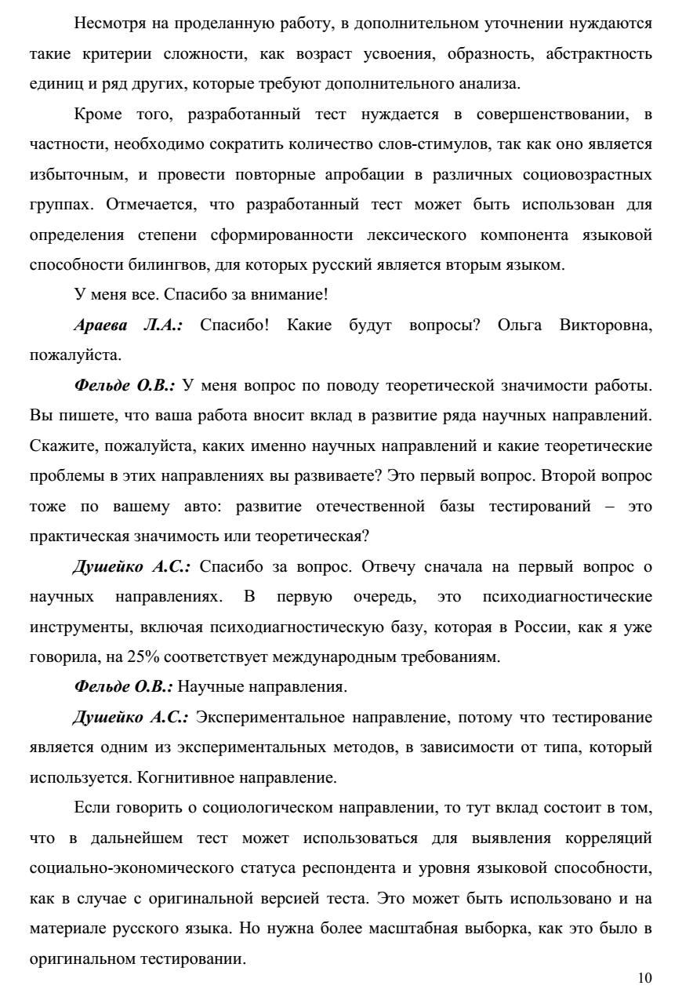 Несмотря на проделанную работу, в дополнительном уточнении нуждаются
такие критерии сложности, как возраст усвоения, образность, абстрактность
единиц и ряд других, которые требуют дополнительного анализа.
Кроме того, разработанный тест нуждается в совершенствовании, в
частности, необходимо сократить количество слов-стимулов, так как оно является
избыточным, и провести повторные апробации в различных социовозрастных
группах. Отмечается, что разработанный тест может быть использован для
определения степени сформированности лексического компонента языковой
способности билингвов, для которых русский является вторым языком.
У меня все. Спасибо за внимание!
Араева Л.А.: Спасибо! Какие будут вопросы? Ольга Викторовна,
пожалуйста.
Фельде О.В.: У меня вопрос по поводу теоретической значимости работы.
Вы пишете, что ваша работа вносит вклад в развитие ряда научных направлений.
Скажите, пожалуйста, каких именно научных направлений и какие теоретические
проблемы в этих направлениях вы развиваете? Это первый вопрос. Второй вопрос
тоже по вашему авто: развитие отечественной базы тестирований – это
практическая значимость или теоретическая?
Душейко А.С.: Спасибо за вопрос. Отвечу сначала на первый вопрос о
научных направлениях. В первую очередь, это психодиагностические
инструменты, включая психодиагностическую базу, которая в России, как я уже
говорила, на 25% соответствует международным требованиям.
Фельде О.В.: Научные направления.
Душейко А.С.: Экспериментальное направление, потому что тестирование
является одним из экспериментальных методов, в зависимости от типа, который
используется. Когнитивное направление.
Если говорить о социологическом направлении, то тут вклад состоит в том,
что в дальнейшем тест может использоваться для выявления корреляций
социально-экономического статуса респондента и уровня языковой способности,
как в случае с оригинальной версией теста. Это может быть использовано и на
материале русского языка. Но нужна более масштабная выборка, как это было в
оригинальном тестировании.
10